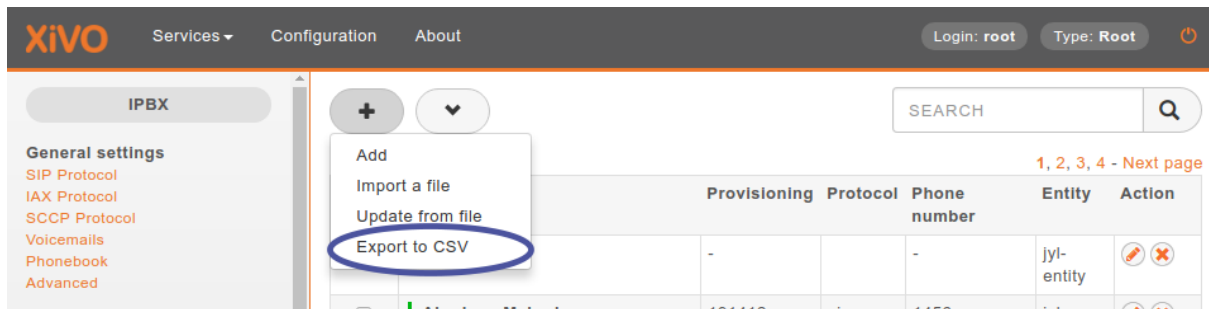 XiVO
Services
Configuration
About
Login: root
Type: Root
IPBX
General settings
SIP Protocol
IAX Protocol
SCCP Protocol
Voicemails
Phonebook
Advanced
SEARCH
Add
Import a file
Update from file
Export to CSV
1, 2, 3, 4 - Next page
Provisioning
Protocol
Phone
number
Entity
Action
-
-
jyl-
entity